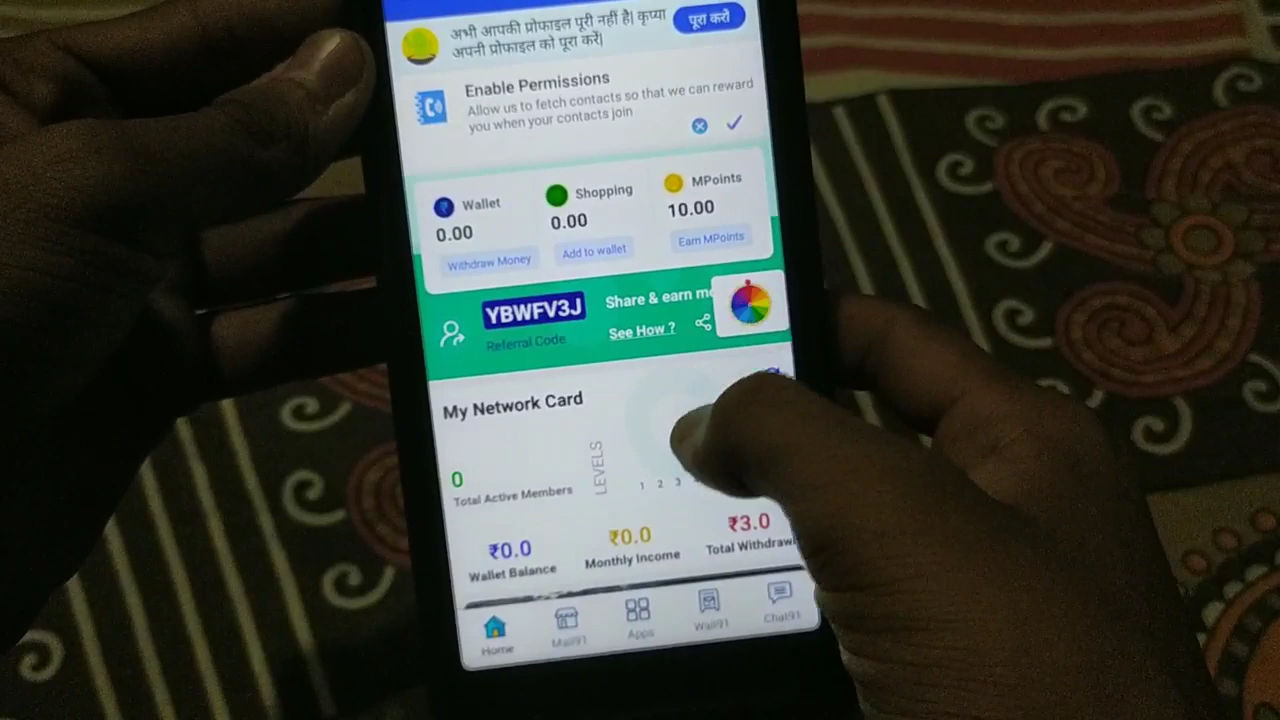 अभी आपकी प्रोफाइल पूरी नहीं है| कृप्या
अपनी प्रोफाइल को पूरा करें|
पूरा करो
Enable Permissions
Allow us to fetch contacts so that we can reward
you when your contacts join
Wallet
0.00
Withdraw Money
Shopping
0.00
Add to wallet
MPoints
10.00
Earn MPoints
YBWFV3J
Referral Code
Share & earn
See How ?
My Network Card
0
Total Active Members
LEVELS
1 2 3
₹0.0
Wallet Balance
₹0.0
Monthly Income
₹3.0
Total
Home
Mall91
Apps
Wall91
Chat91